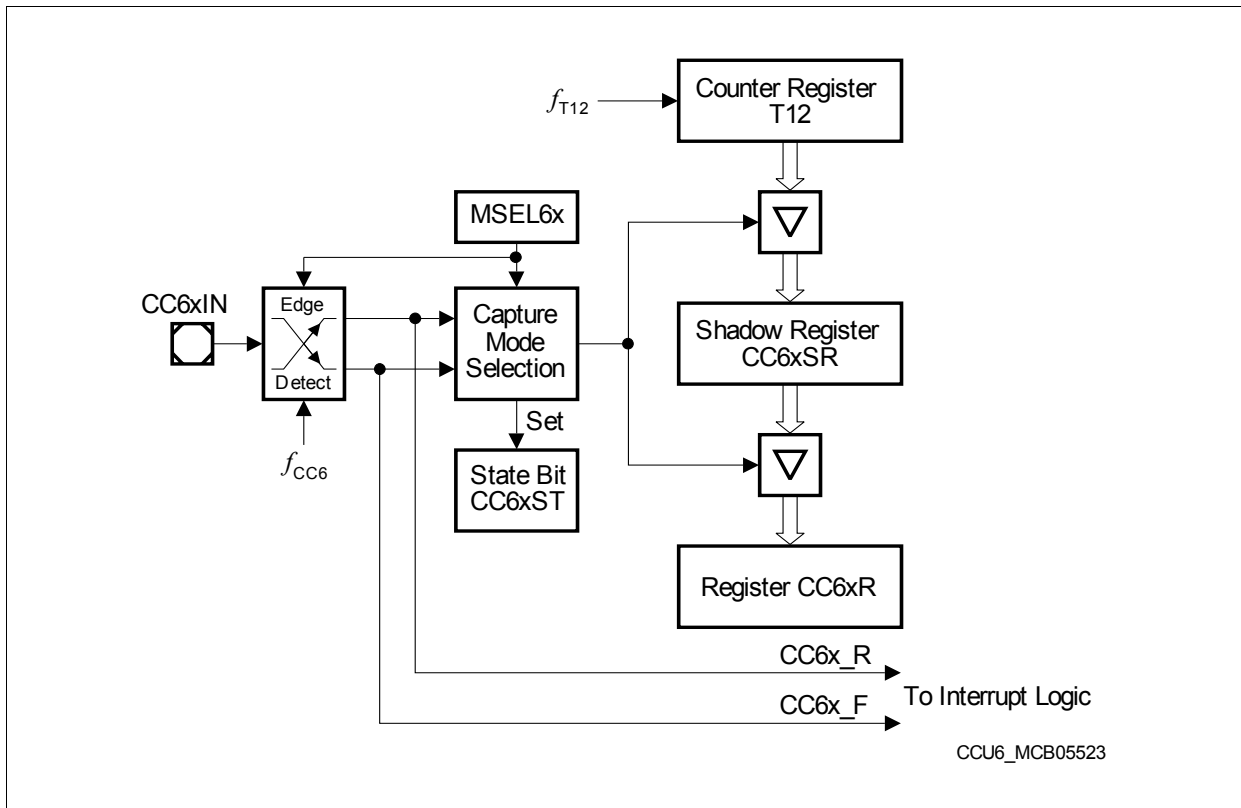 Counter Register
T12
fT12
MSEL6x
CC6xIN
Edge
Detect
Capture
Mode
Selection
Shadow Register
CC6xSR
fCC6
Set
State Bit
CC6xST
Register CC6xR
CC6x_R
CC6x_F
To Interrupt Logic
CCU6_MCB05523